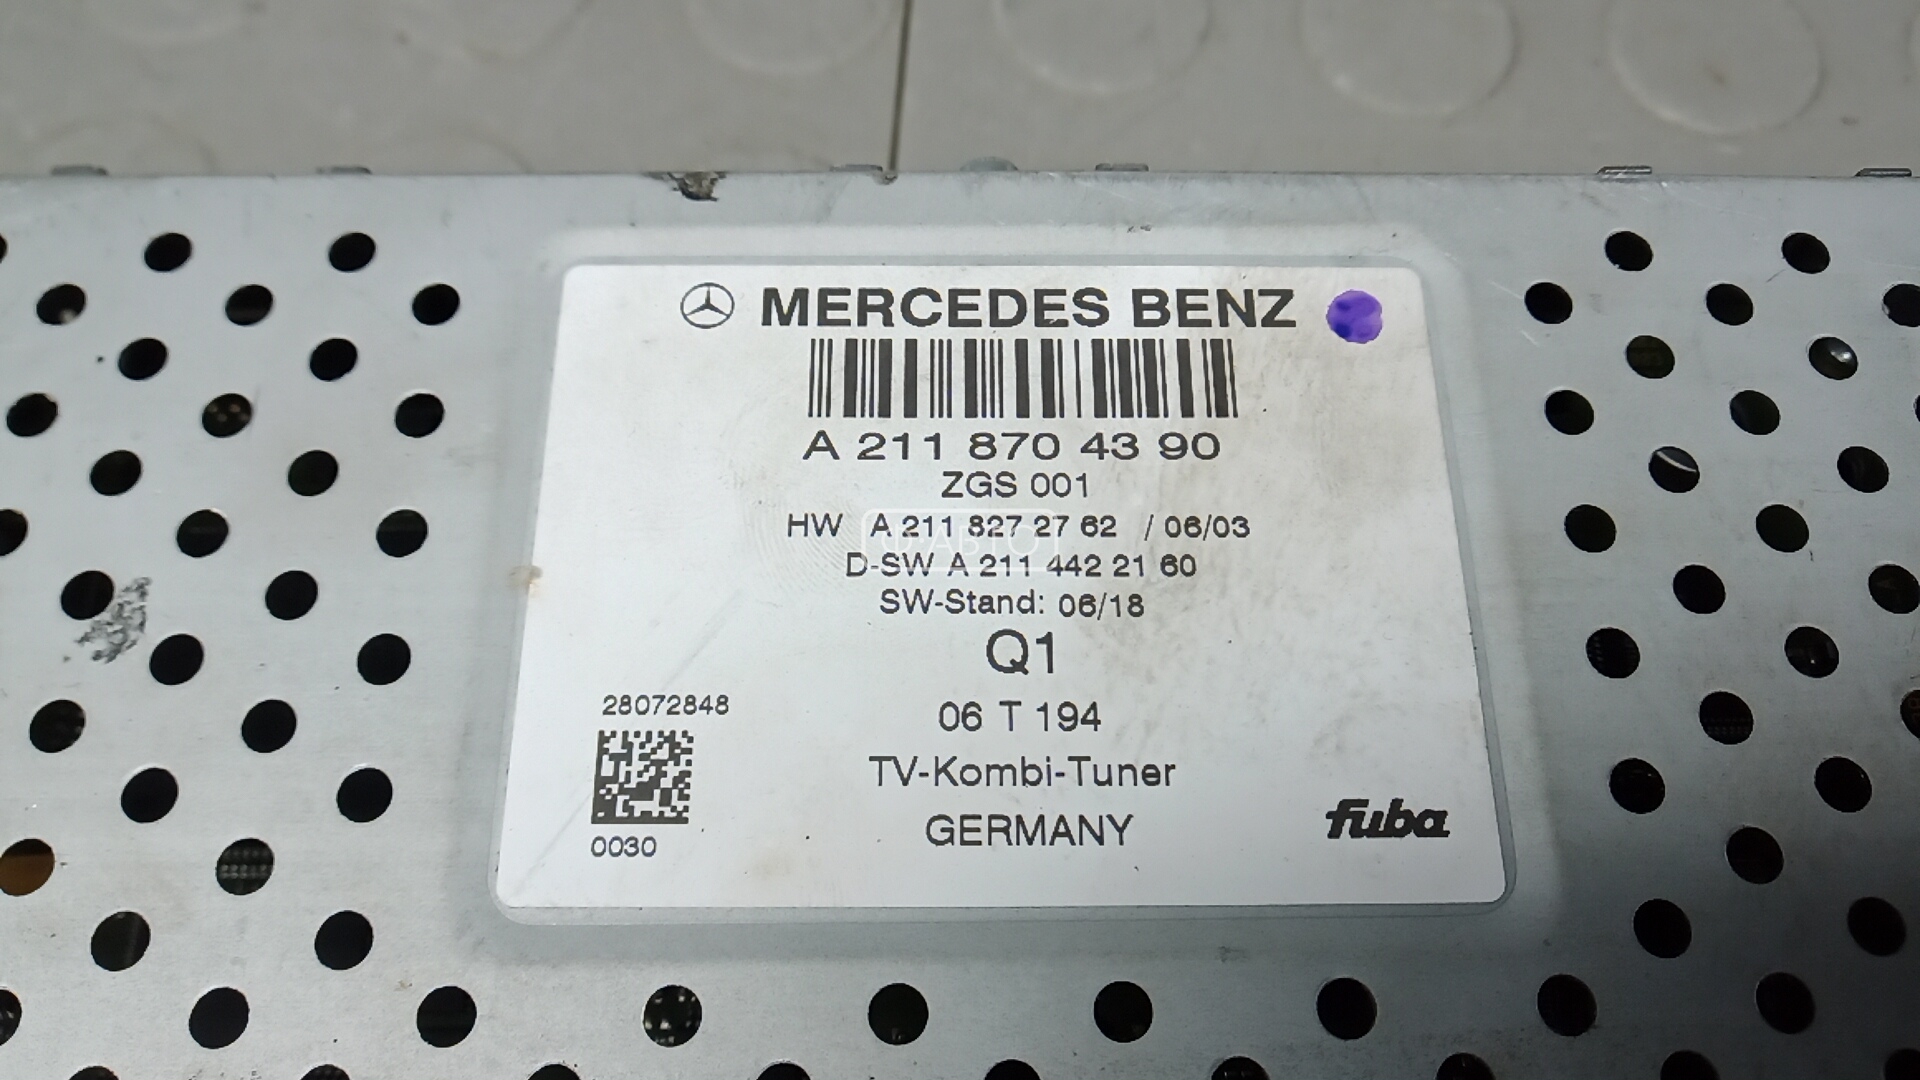 MERCEDES BENZ
A 211 870 43 90
ZGS 001
HW A 211 827 27 62 / 06/03
D-SW A 211 442 21 60
SW-Stand: 06/18
Q1
28072848
06 T 194
TV-Kombi-Tuner
0030
GERMANY
fuba